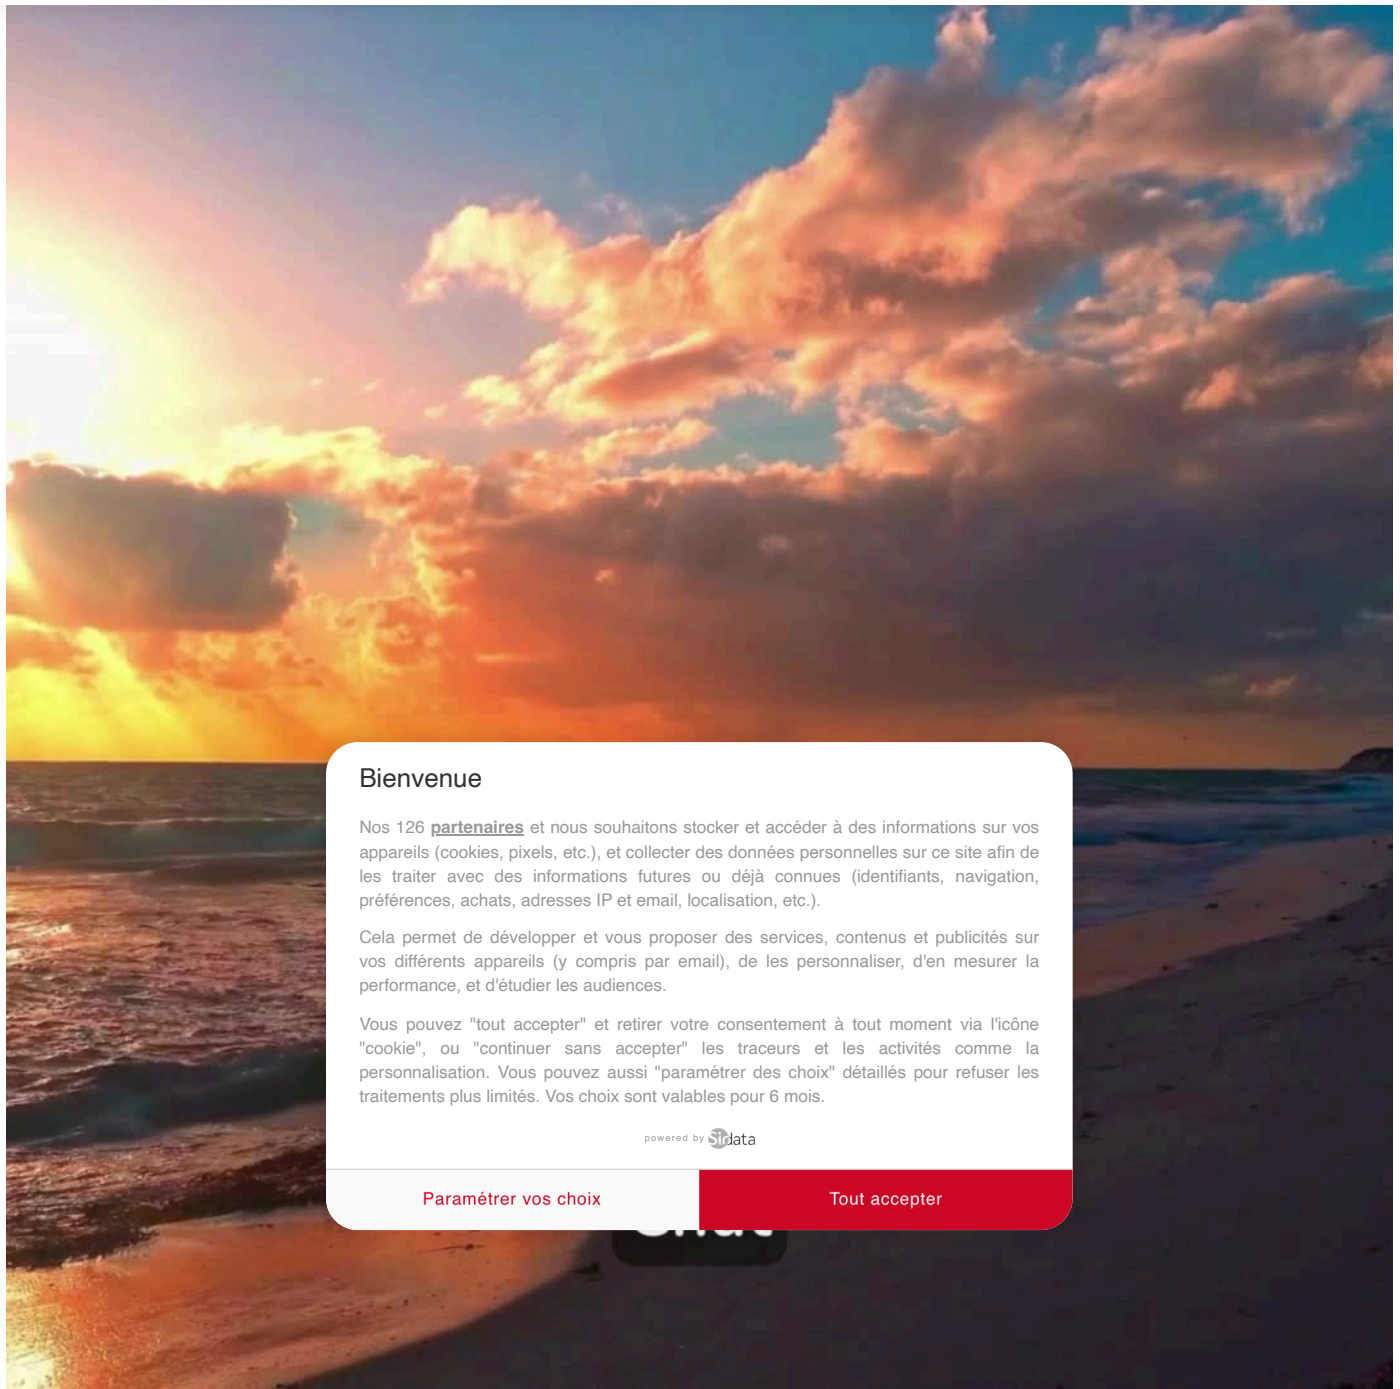 Bienvenue
Nos 126 partenaires et nous souhaitons stocker et accéder à des informations sur vos
appareils (cookies, pixels, etc.), et collecter des données personnelles sur ce site afin de
les traiter avec des informations futures ou déjà connues (identifiants, navigation,
préférences, achats, adresses IP et email, localisation, etc.).
Cela permet de développer et vous proposer des services, contenus et publicités sur
vos différents appareils (y compris par email), de les personnaliser, d'en mesurer la
performance, et d'étudier les audiences.
Vous pouvez "tout accepter" et retirer votre consentement à tout moment via l'icône
"cookie", ou "continuer sans accepter" les traceurs et les activités comme la
personnalisation. Vous pouvez aussi "paramétrer des choix" détaillés pour refuser les
traitements plus limités. Vos choix sont valables pour 6 mois.
powered by Sirdata
Paramétrer vos choix Tout accepter